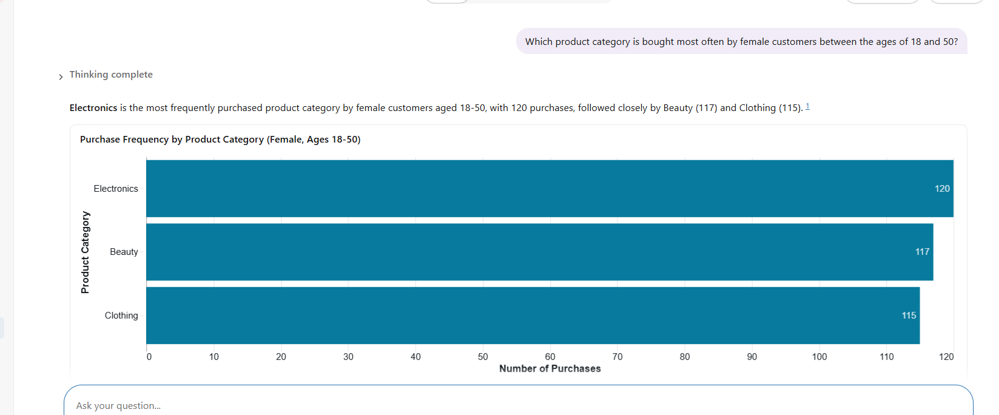 Which product category is bought most often by female customers between the ages of 18 and 50?
Thinking complete
Electronics is the most frequently purchased product category by female customers aged 18-50, with 120 purchases, followed closely by Beauty (117) and Clothing (115). 1
Purchase Frequency by Product Category (Female, Ages 18-50)
Product Category
Electronics
120
Beauty
117
Clothing
115
0 10 20 30 40 50 60 70 80 90 100 110 120
Number of Purchases
Ask your question...